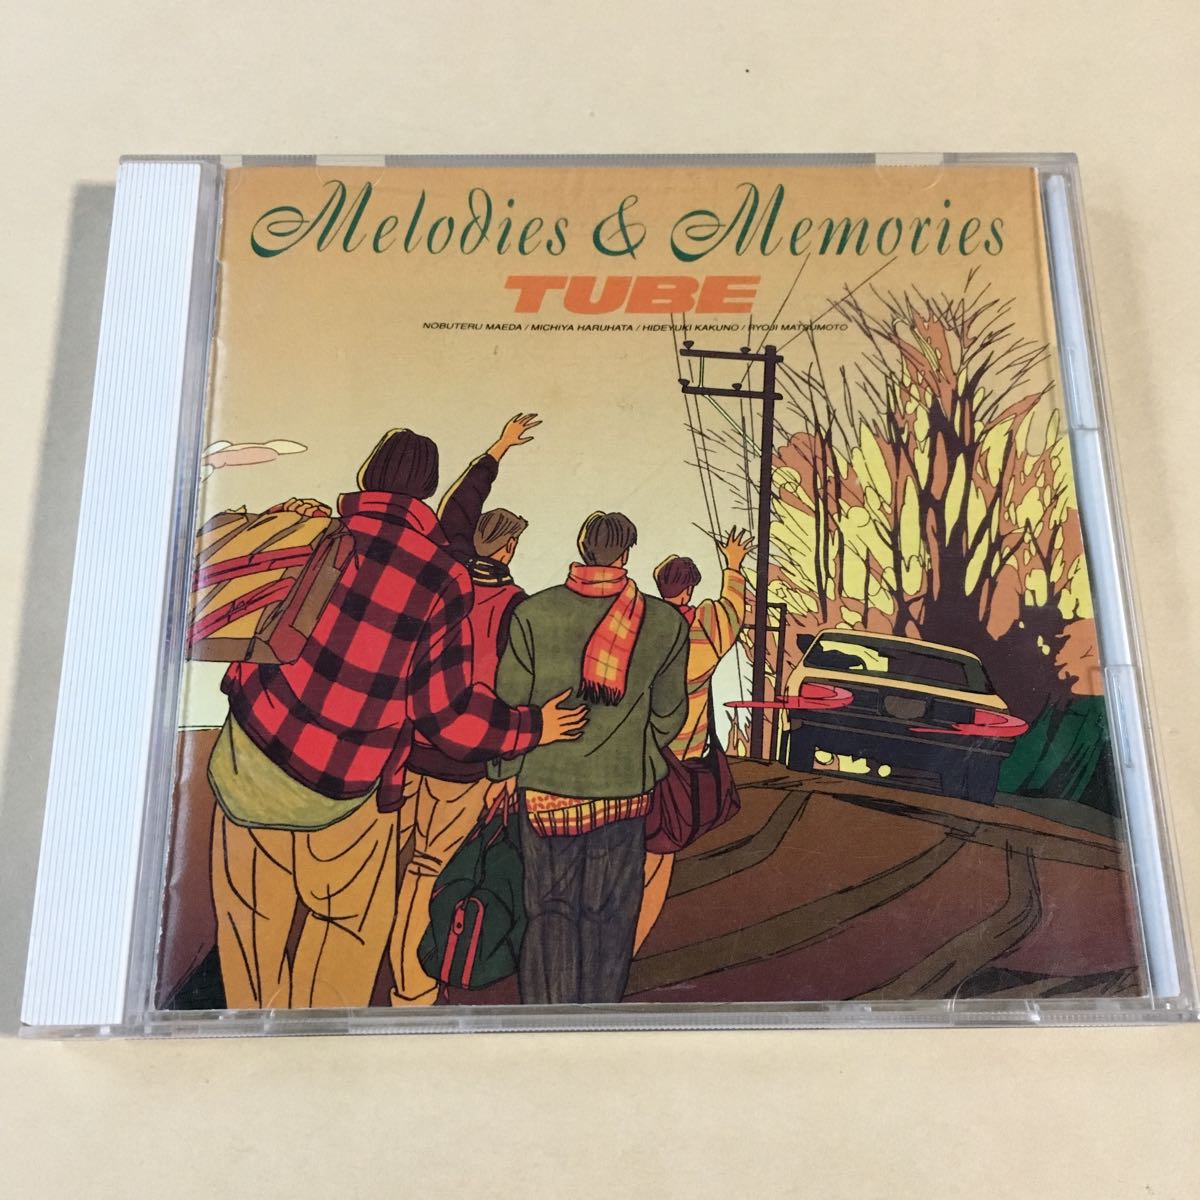 Melodies & Memories
TUBE
NOBUTERU MAEDA / MICHIYA HARUHATA / HIDEYUKI KAKUNO / RYOJI MATSUMOTO